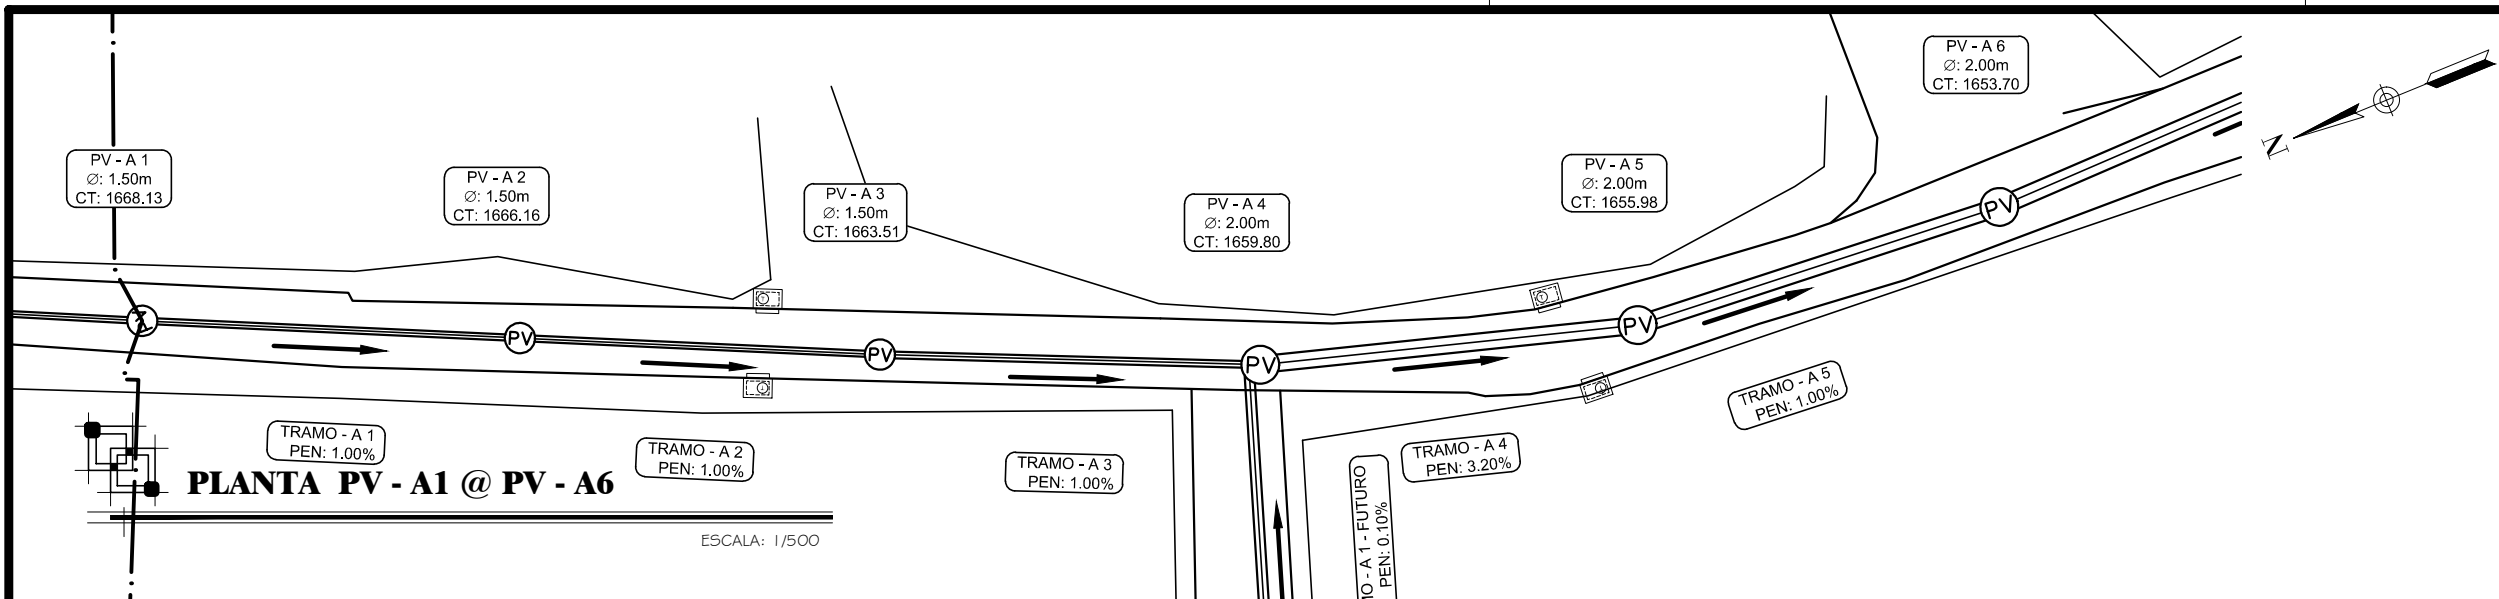 PV - A 1
Ø: 1.50m
CT: 1668.13
PV - A 2
Ø: 1.50m
CT: 1666.16
PV - A 3
Ø: 1.50m
CT: 1663.51
PV - A 4
Ø: 2.00m
CT: 1659.80
PV - A 5
Ø: 2.00m
CT: 1655.98
PV - A 6
Ø: 2.00m
CT: 1653.70
N
PV
PV
PV
PV
PV
TRAMO - A 1
PEN: 1.00%
TRAMO - A 2
PEN: 1.00%
TRAMO - A 3
PEN: 1.00%
TRAMO - A 4
PEN: 3.20%
TRAMO - A 5
PEN: 1.00%
A 1 - FUTURO
PEN: 0.10%
PLANTA PV - A1 @ PV - A6
ESCALA: 1/500